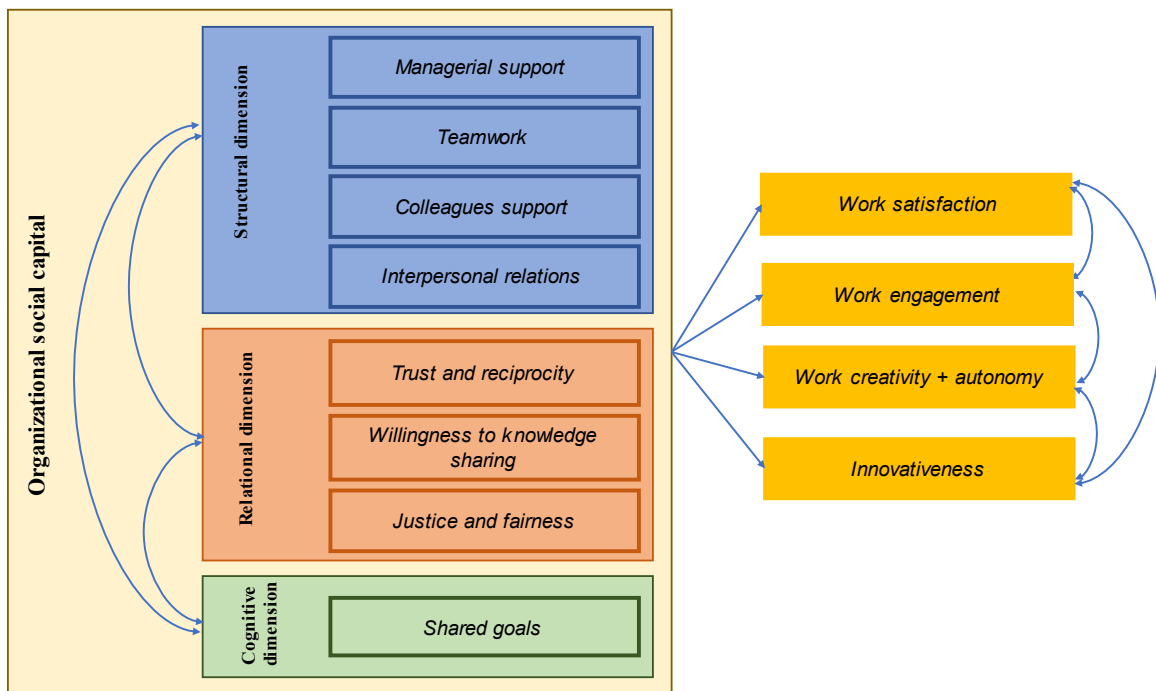 Organizational social capital
Structural dimension
Managerial support
Teamwork
Colleagues support
Interpersonal relations
Relational dimension
Trust and reciprocity
Willingness to knowledge
sharing
Justice and fairness
Cognitive
dimension
Shared goals
Work satisfaction
Work engagement
Work creativity + autonomy
Innovativeness